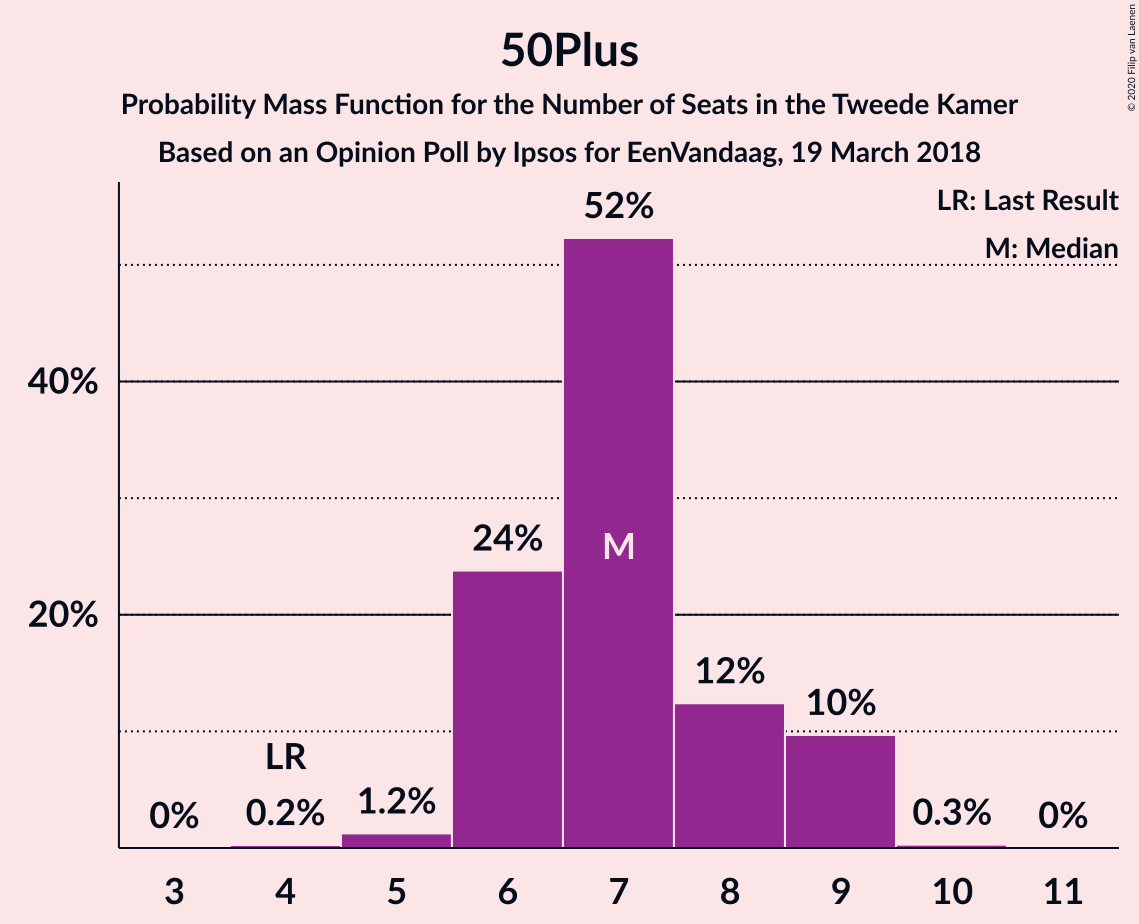 50Plus
Probability Mass Function for the Number of Seats in the Tweede Kamer
Based on an Opinion Poll by Ipsos for EenVandaag, 19 March 2018
© 2020 Filip van Laenen
LR: Last Result
M: Median
52%
40%
24%
M
20%
12%
10%
LR
0%
0.2%
1.2%
0.3%
0%
3 4 5 6 7 8 9 10 11